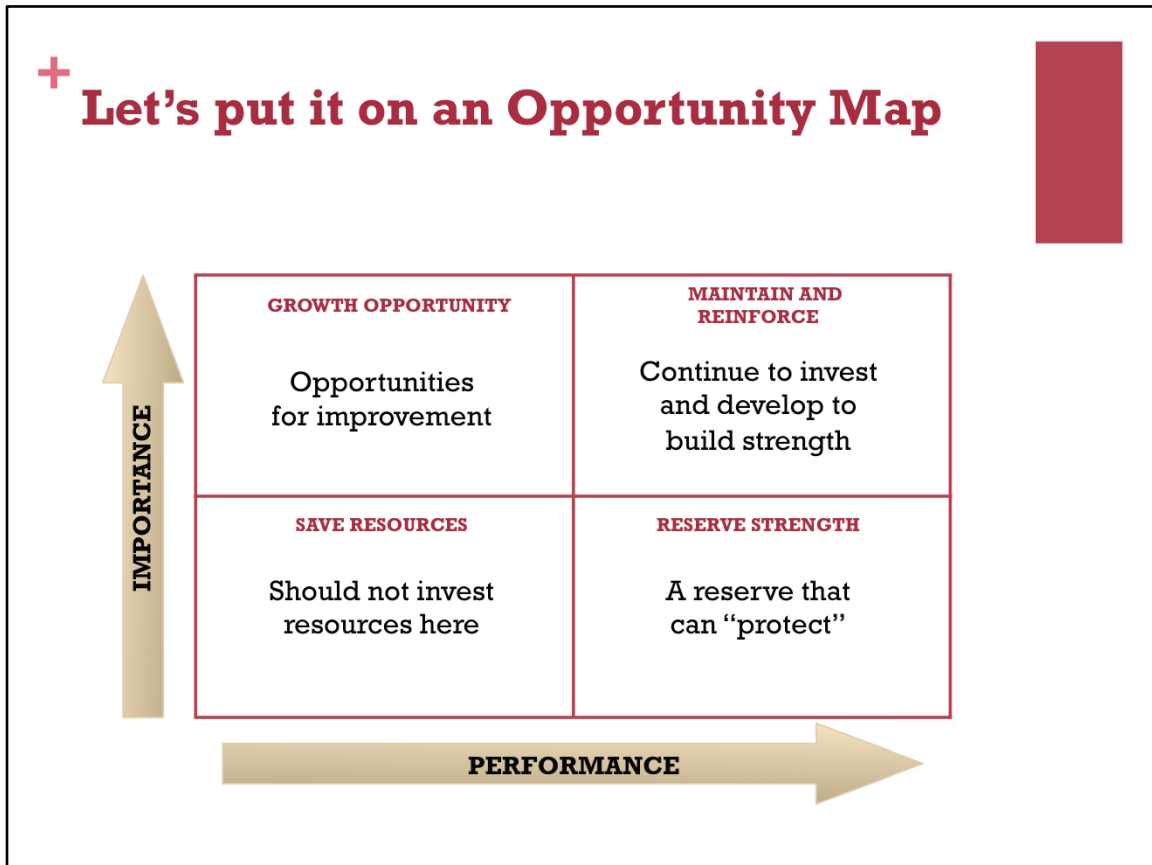 +
Let’s put it on an Opportunity Map
IMPORTANCE
GROWTH OPPORTUNITY
Opportunities
for improvement
MAINTAIN AND
REINFORCE
Continue to invest
and develop to
build strength
SAVE RESOURCES
Should not invest
resources here
RESERVE STRENGTH
A reserve that
can “protect”
PERFORMANCE